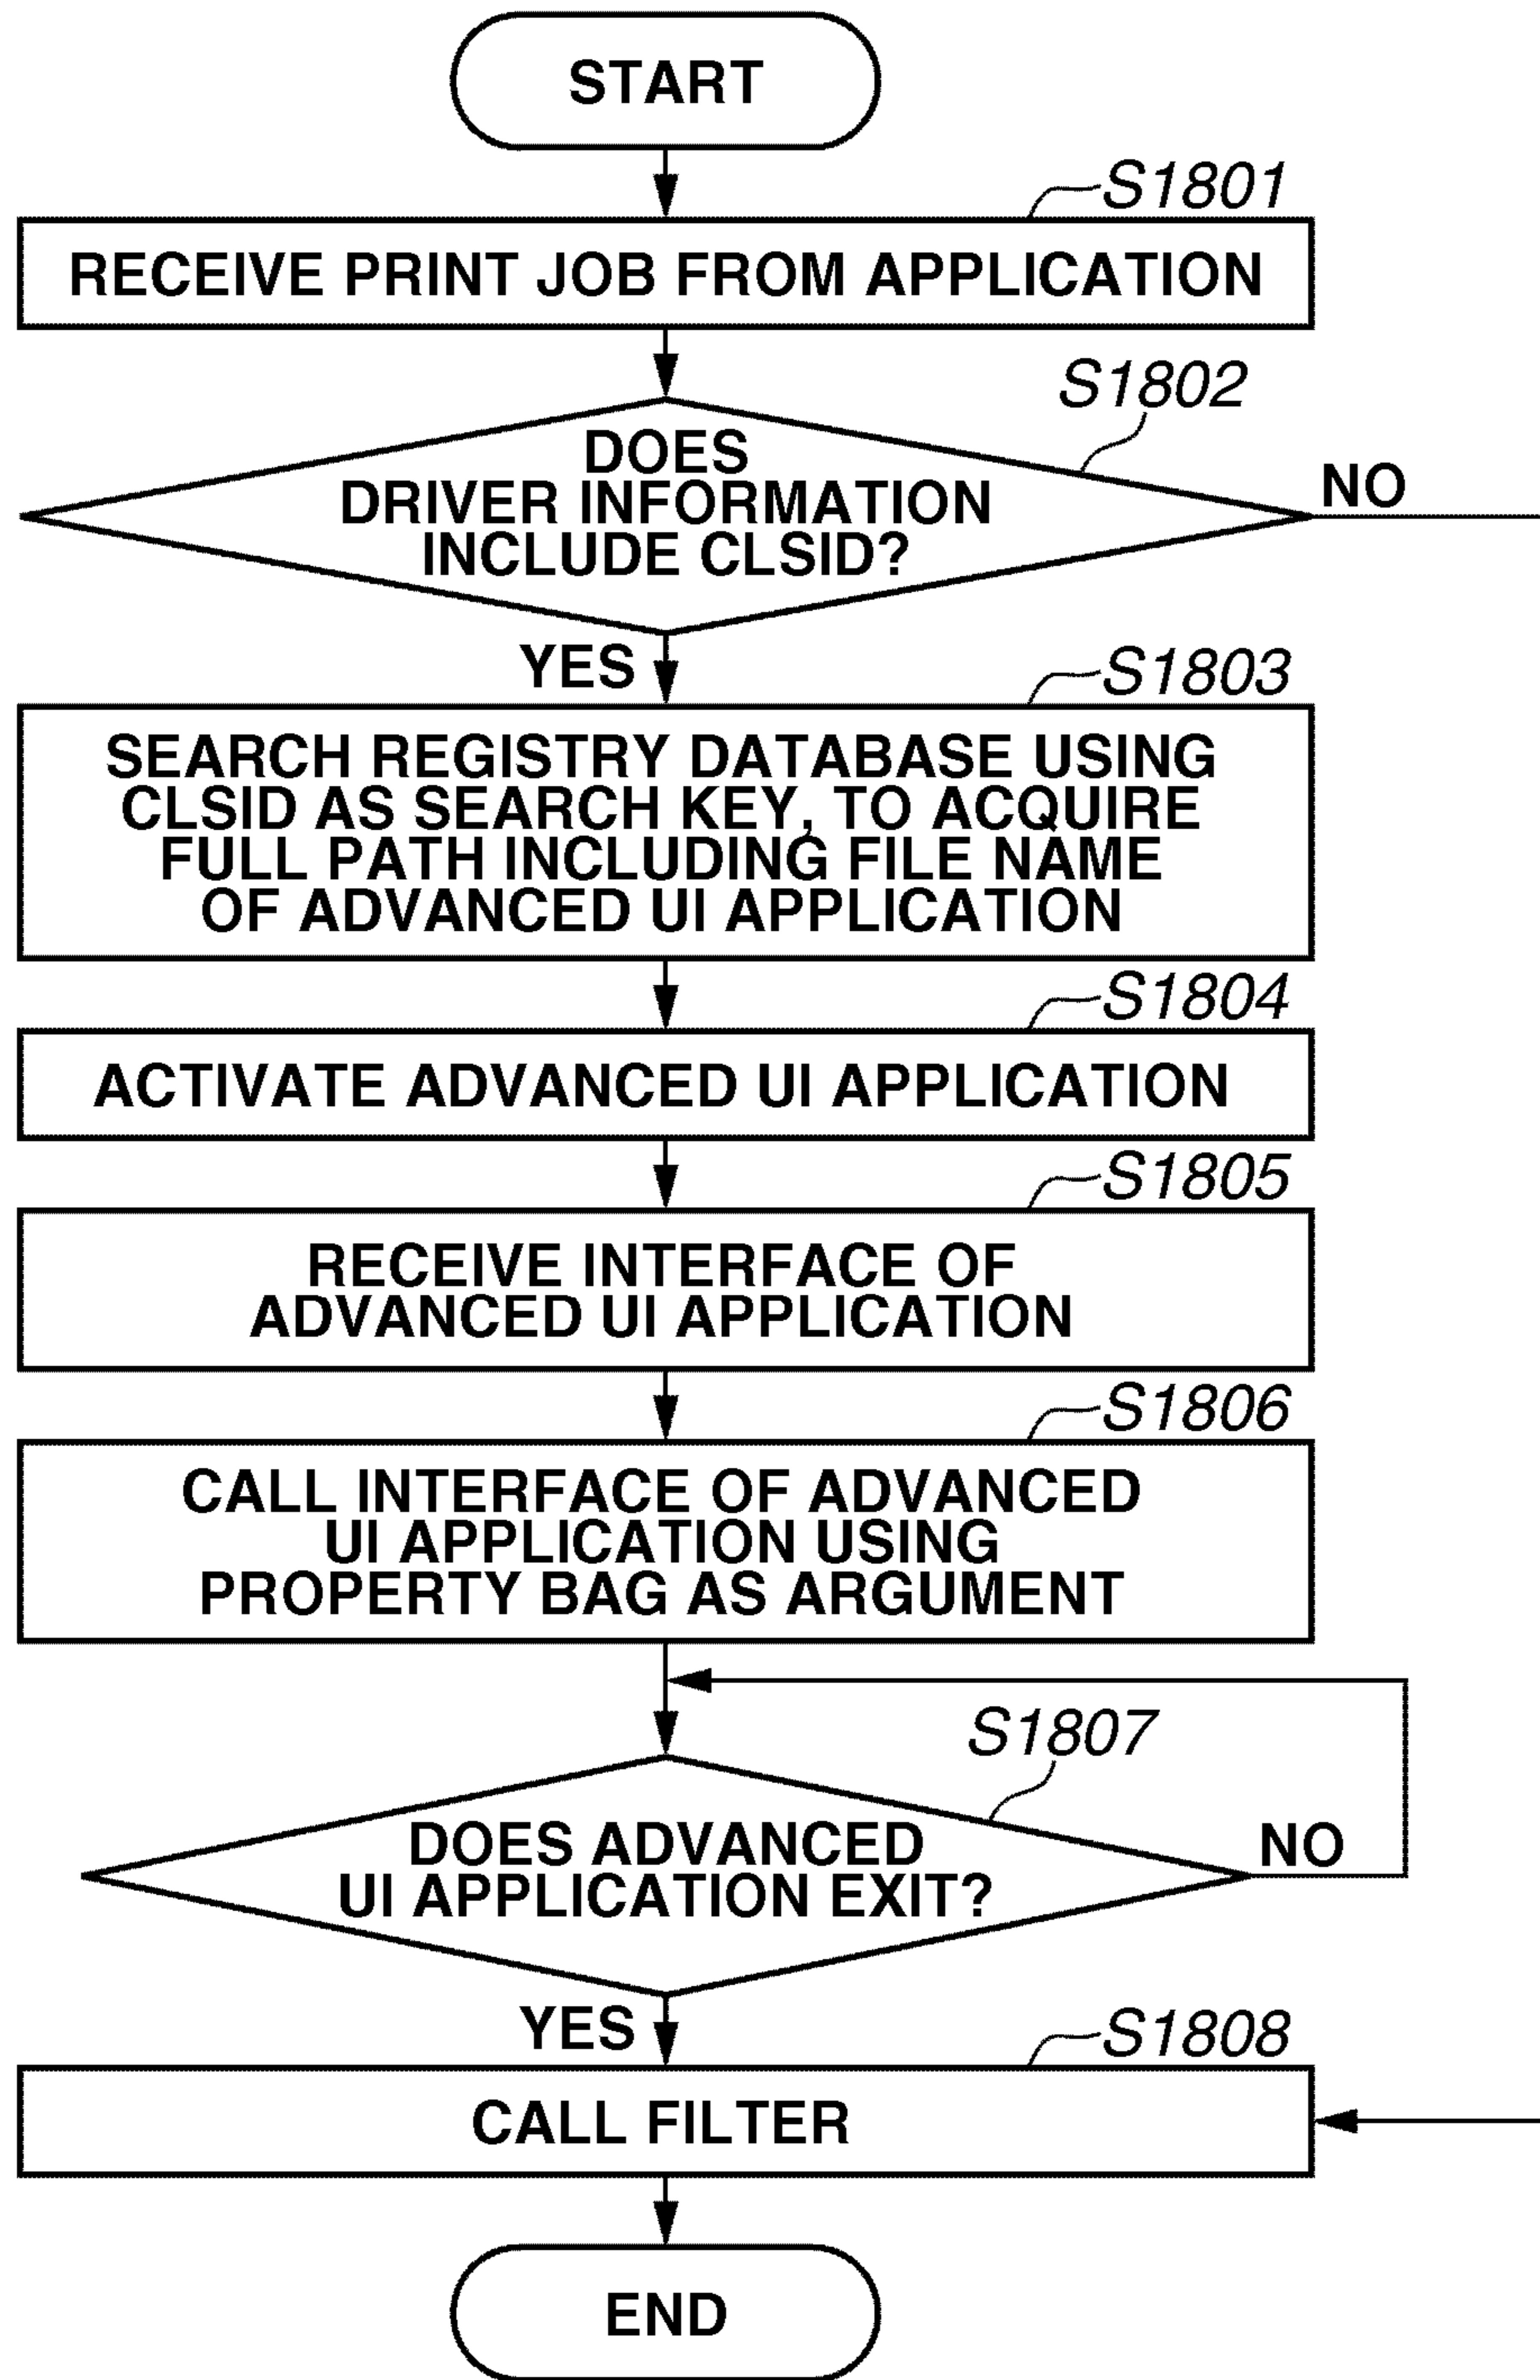 START
S1801
RECEIVE PRINT JOB FROM APPLICATION
S1802
DOES
DRIVER INFORMATION
INCLUDE CLSID?
NO
YES
S1803
SEARCH REGISTRY DATABASE USING
CLSID AS SEARCH KEY, TO ACQUIRE
FULL PATH INCLUDING FILE NAME
OF ADVANCED UI APPLICATION
S1804
ACTIVATE ADVANCED UI APPLICATION
S1805
RECEIVE INTERFACE OF
ADVANCED UI APPLICATION
S1806
CALL INTERFACE OF ADVANCED
UI APPLICATION USING
PROPERTY BAG AS ARGUMENT
S1807
DOES ADVANCED
UI APPLICATION EXIT?
NO
YES
S1808
CALL FILTER
END